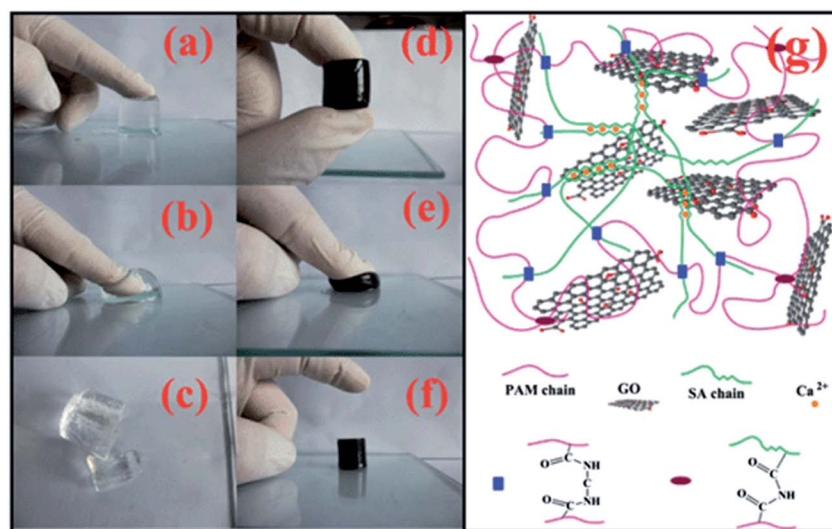 (a)
(d)
(g)
(b)
(e)
(c)
(f)
PAM chain
GO
SA chain
Ca2+
O
C
NH
C
O
C
NH
O
C
NH
O
C